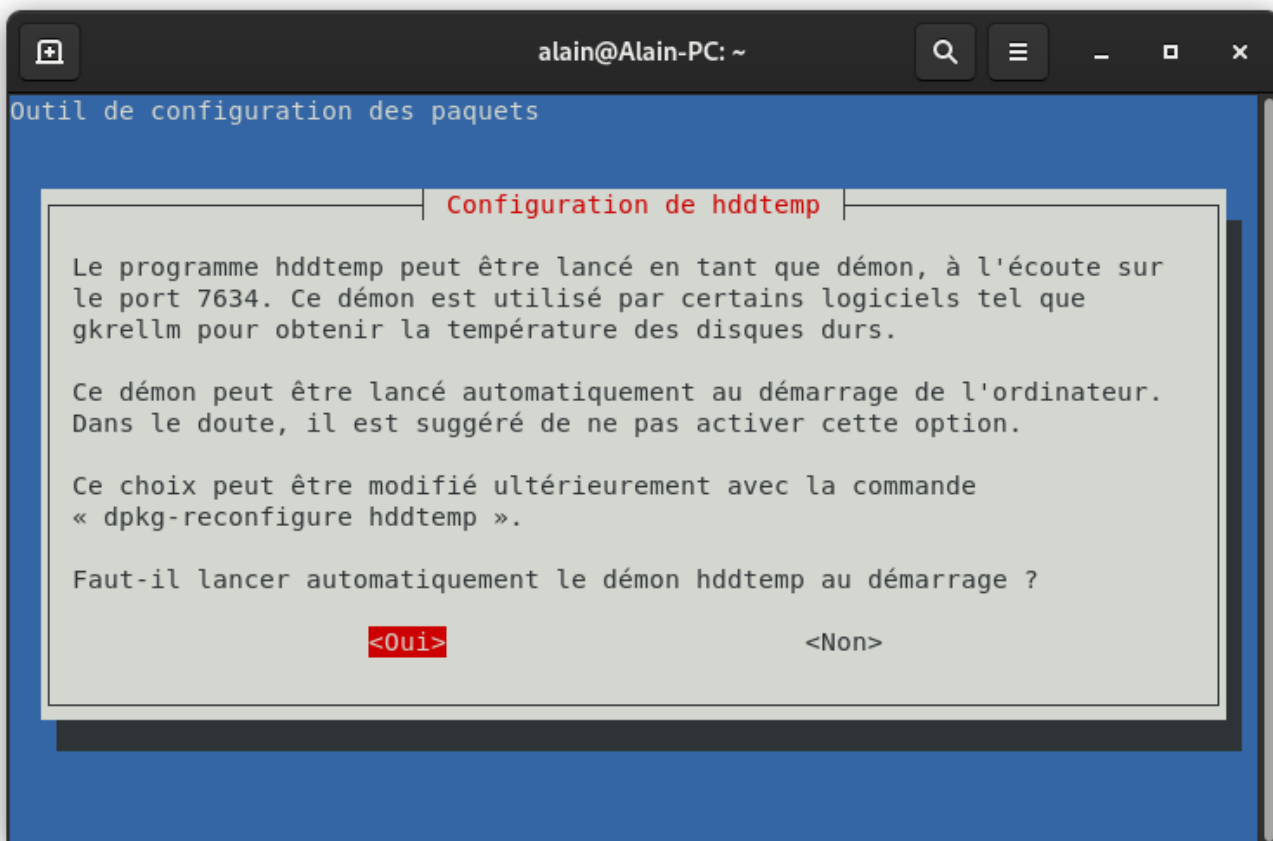 alain@Alain-PC: ~
Outil de configuration des paquets
Configuration de hddtemp
Le programme hddtemp peut être lancé en tant que démon, à l'écoute sur
le port 7634. Ce démon est utilisé par certains logiciels tel que
gkrellm pour obtenir la température des disques durs.
Ce démon peut être lancé automatiquement au démarrage de l'ordinateur.
Dans le doute, il est suggéré de ne pas activer cette option.
Ce choix peut être modifié ultérieurement avec la commande
« dpkg-reconfigure hddtemp ».
Faut-il lancer automatiquement le démon hddtemp au démarrage ?
<Oui> <Non>